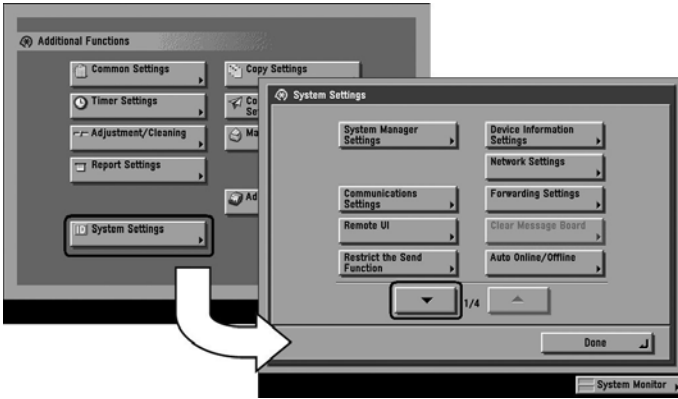 Additional Functions
Common Settings
Copy Settings
Timer Settings
Adjustment/Cleaning
Report Settings
System Settings
System Settings
System Manager
Settings
Device Information
Settings
Network Settings
Communications
Settings
Forwarding Settings
Remote UI
Clear Message Board
Restrict the Send
Function
Auto Online/Offline
1/4
Done
System Monitor